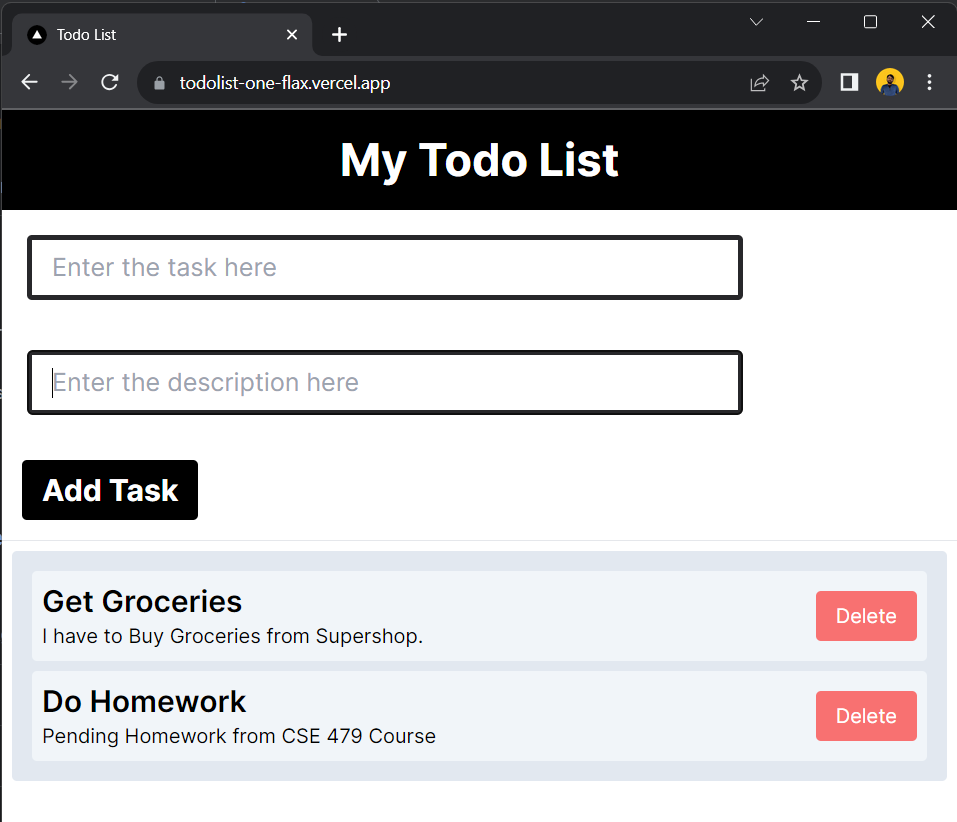 Todo List
todolist-one-flax.vercel.app
My Todo List
Enter the task here
Enter the description here
Add Task
Get Groceries
I have to Buy Groceries from Supershop.
Delete
Do Homework
Pending Homework from CSE 479 Course
Delete